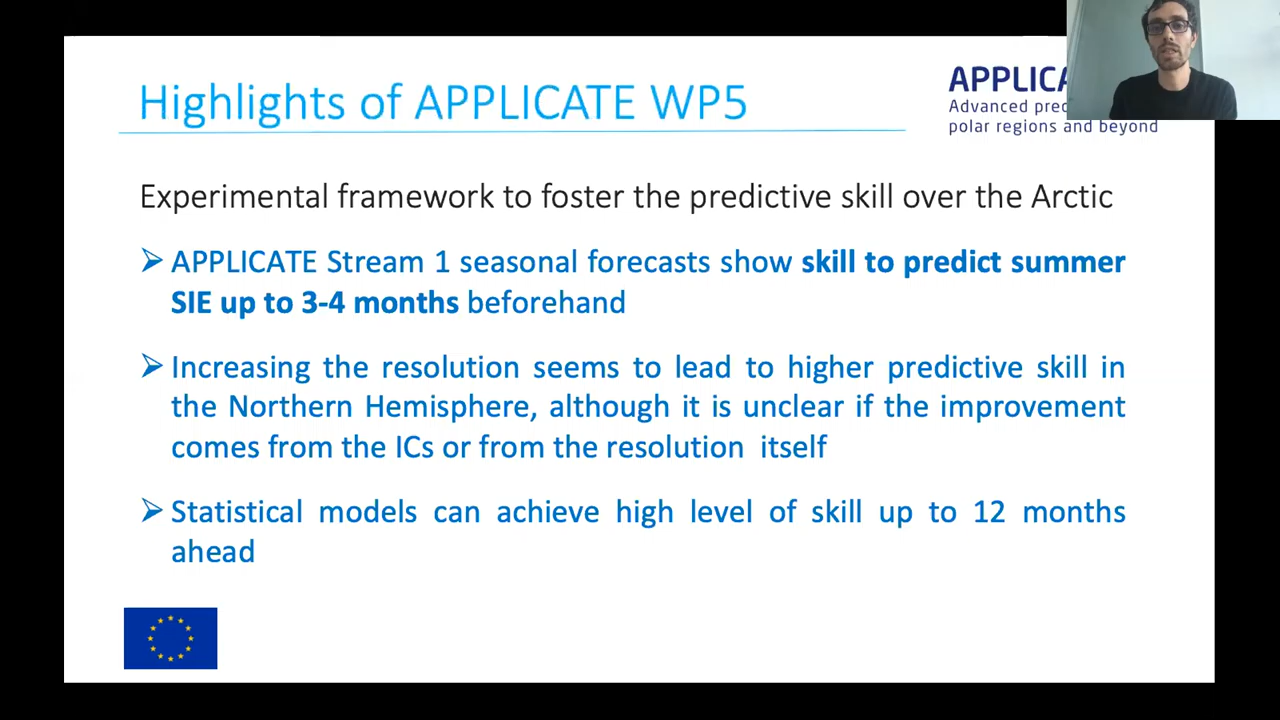 Highlights of APPLICATE WP5
APPLICA
Advanced pred
polar regions and beyond
Experimental framework to foster the predictive skill over the Arctic
➢ APPLICATE Stream 1 seasonal forecasts show skill to predict summer
SIE up to 3-4 months beforehand
➢ Increasing the resolution seems to lead to higher predictive skill in
the Northern Hemisphere, although it is unclear if the improvement
comes from the ICs or from the resolution itself
➢ Statistical models can achieve high level of skill up to 12 months
ahead